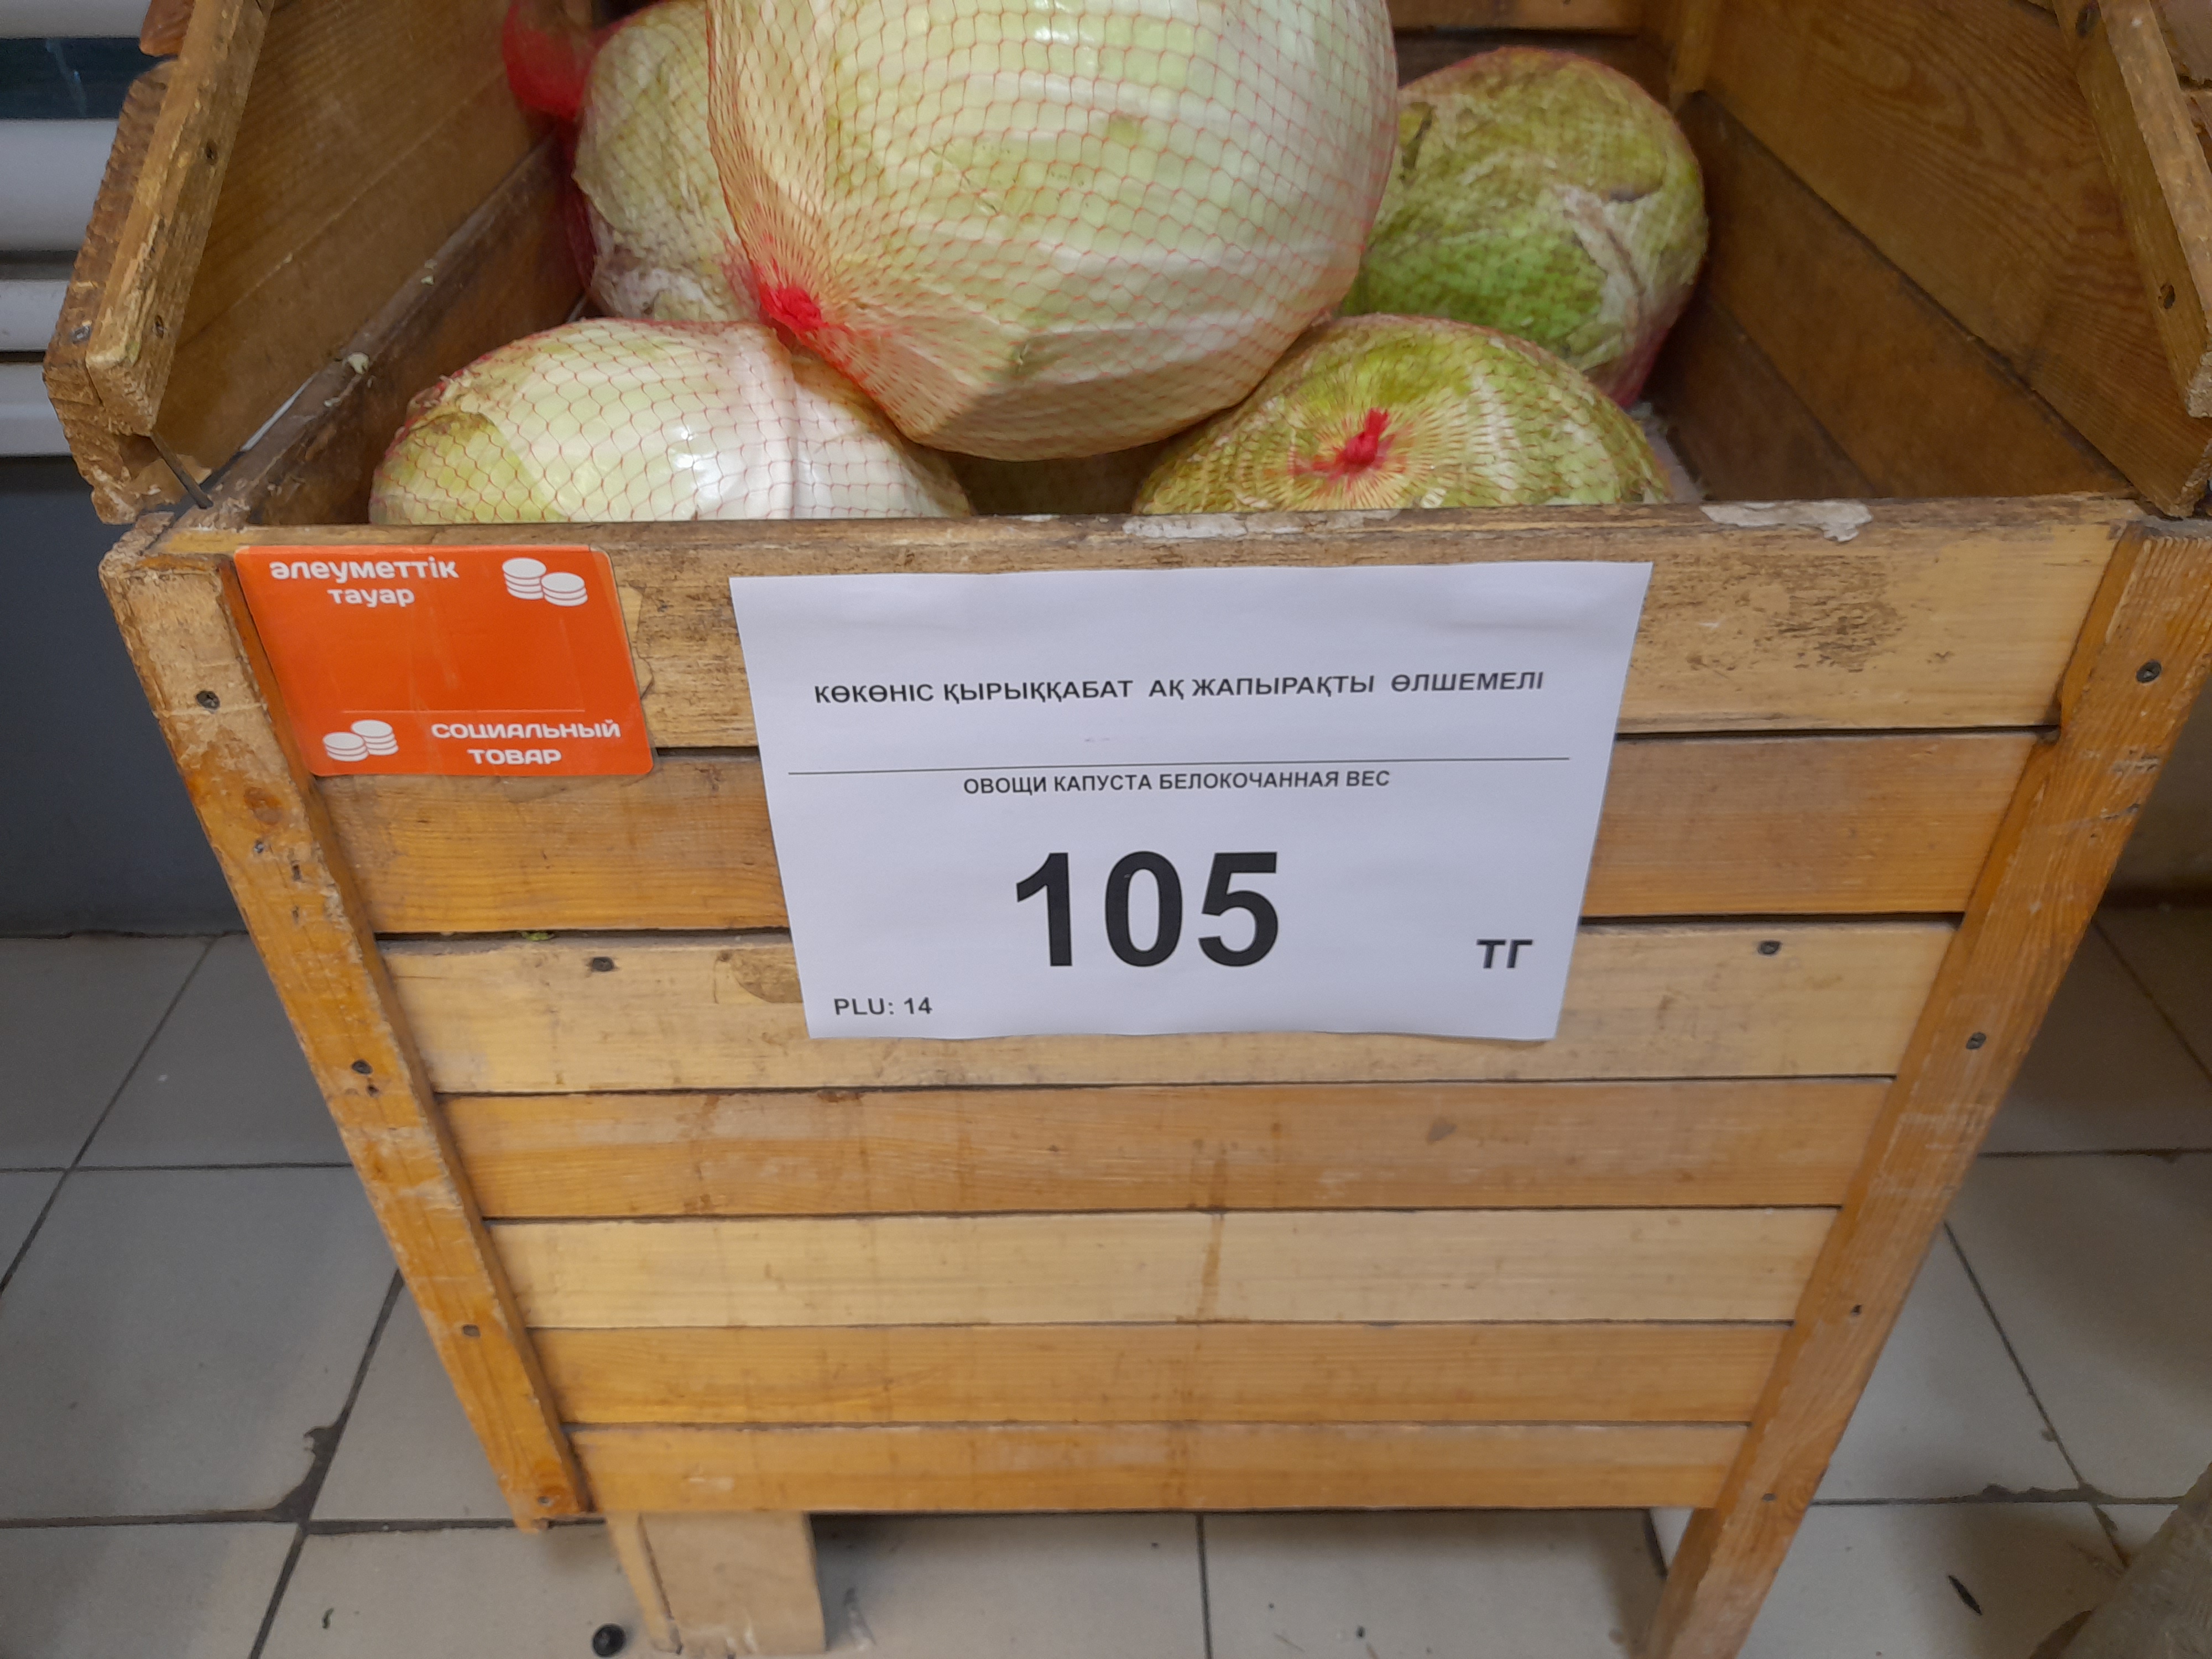 әлеуметтік
тауар
СОЦИАЛЬНЫЙ
ТОВАР
КӨКӨНІС ҚЫРЫҚҚАБАТ АҚ ЖАПЫРАҚТЫ ӨЛШЕМЕЛІ
ОВОЩИ КАПУСТА БЕЛОКОЧАННАЯ ВЕС
105
ТГ
PLU: 14